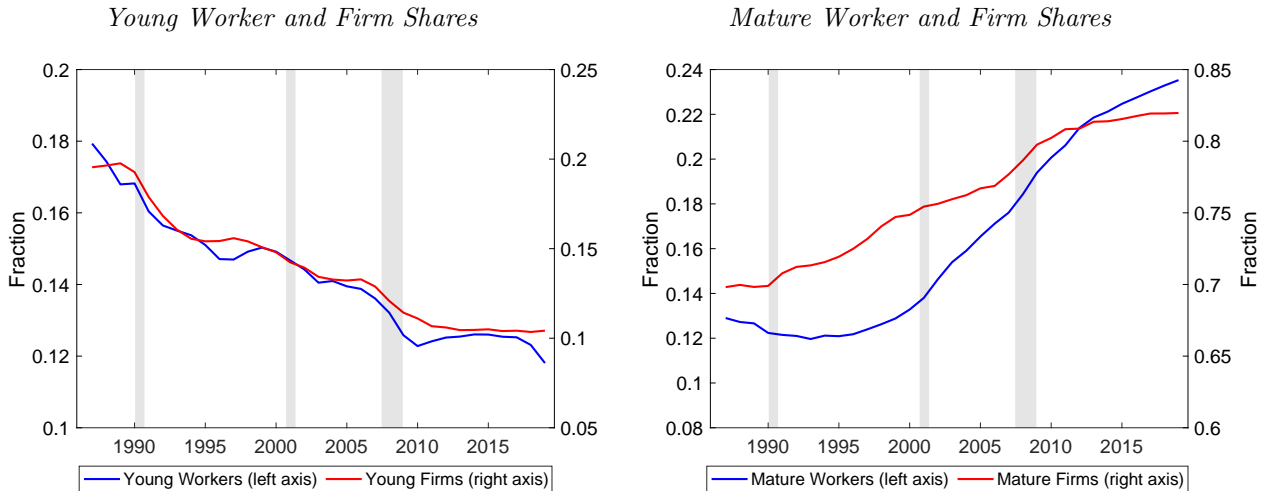 Young Worker and Firm Shares
0.2
0.18
0.16
0.14
0.12
0.1
Fraction
0.25
0.2
0.15
0.1
0.05
1990 1995 2000 2005 2010 2015
Young Workers (left axis) Young Firms (right axis)
Mature Worker and Firm Shares
0.24
0.22
0.2
0.18
0.16
0.14
0.12
0.1
0.08
Fraction
0.85
0.8
0.75
0.7
0.65
0.6
Fraction
1990 1995 2000 2005 2010 2015
Mature Workers (left axis) Mature Firms (right axis)